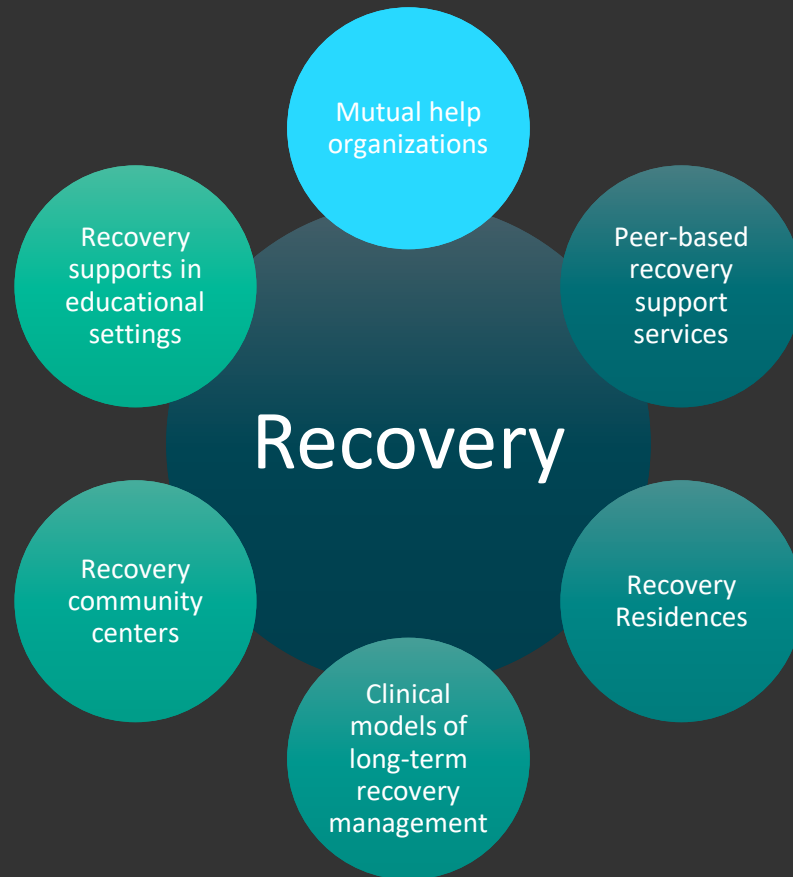 Mutual help
organizations
Recovery
supports in
educational
settings
Peer-based
recovery
support
services
Recovery
Recovery
community
centers
Recovery
Residences
Clinical
models of
long-term
recovery
management